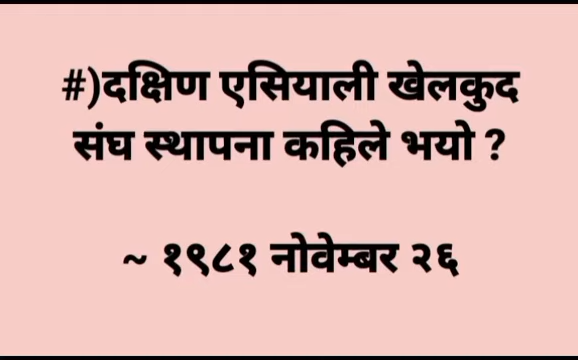 #)दक्षिण एसियाली खेलकुद
संघ स्थापना कहिले भयो ?
~ १९८१ नोवेम्बर २६